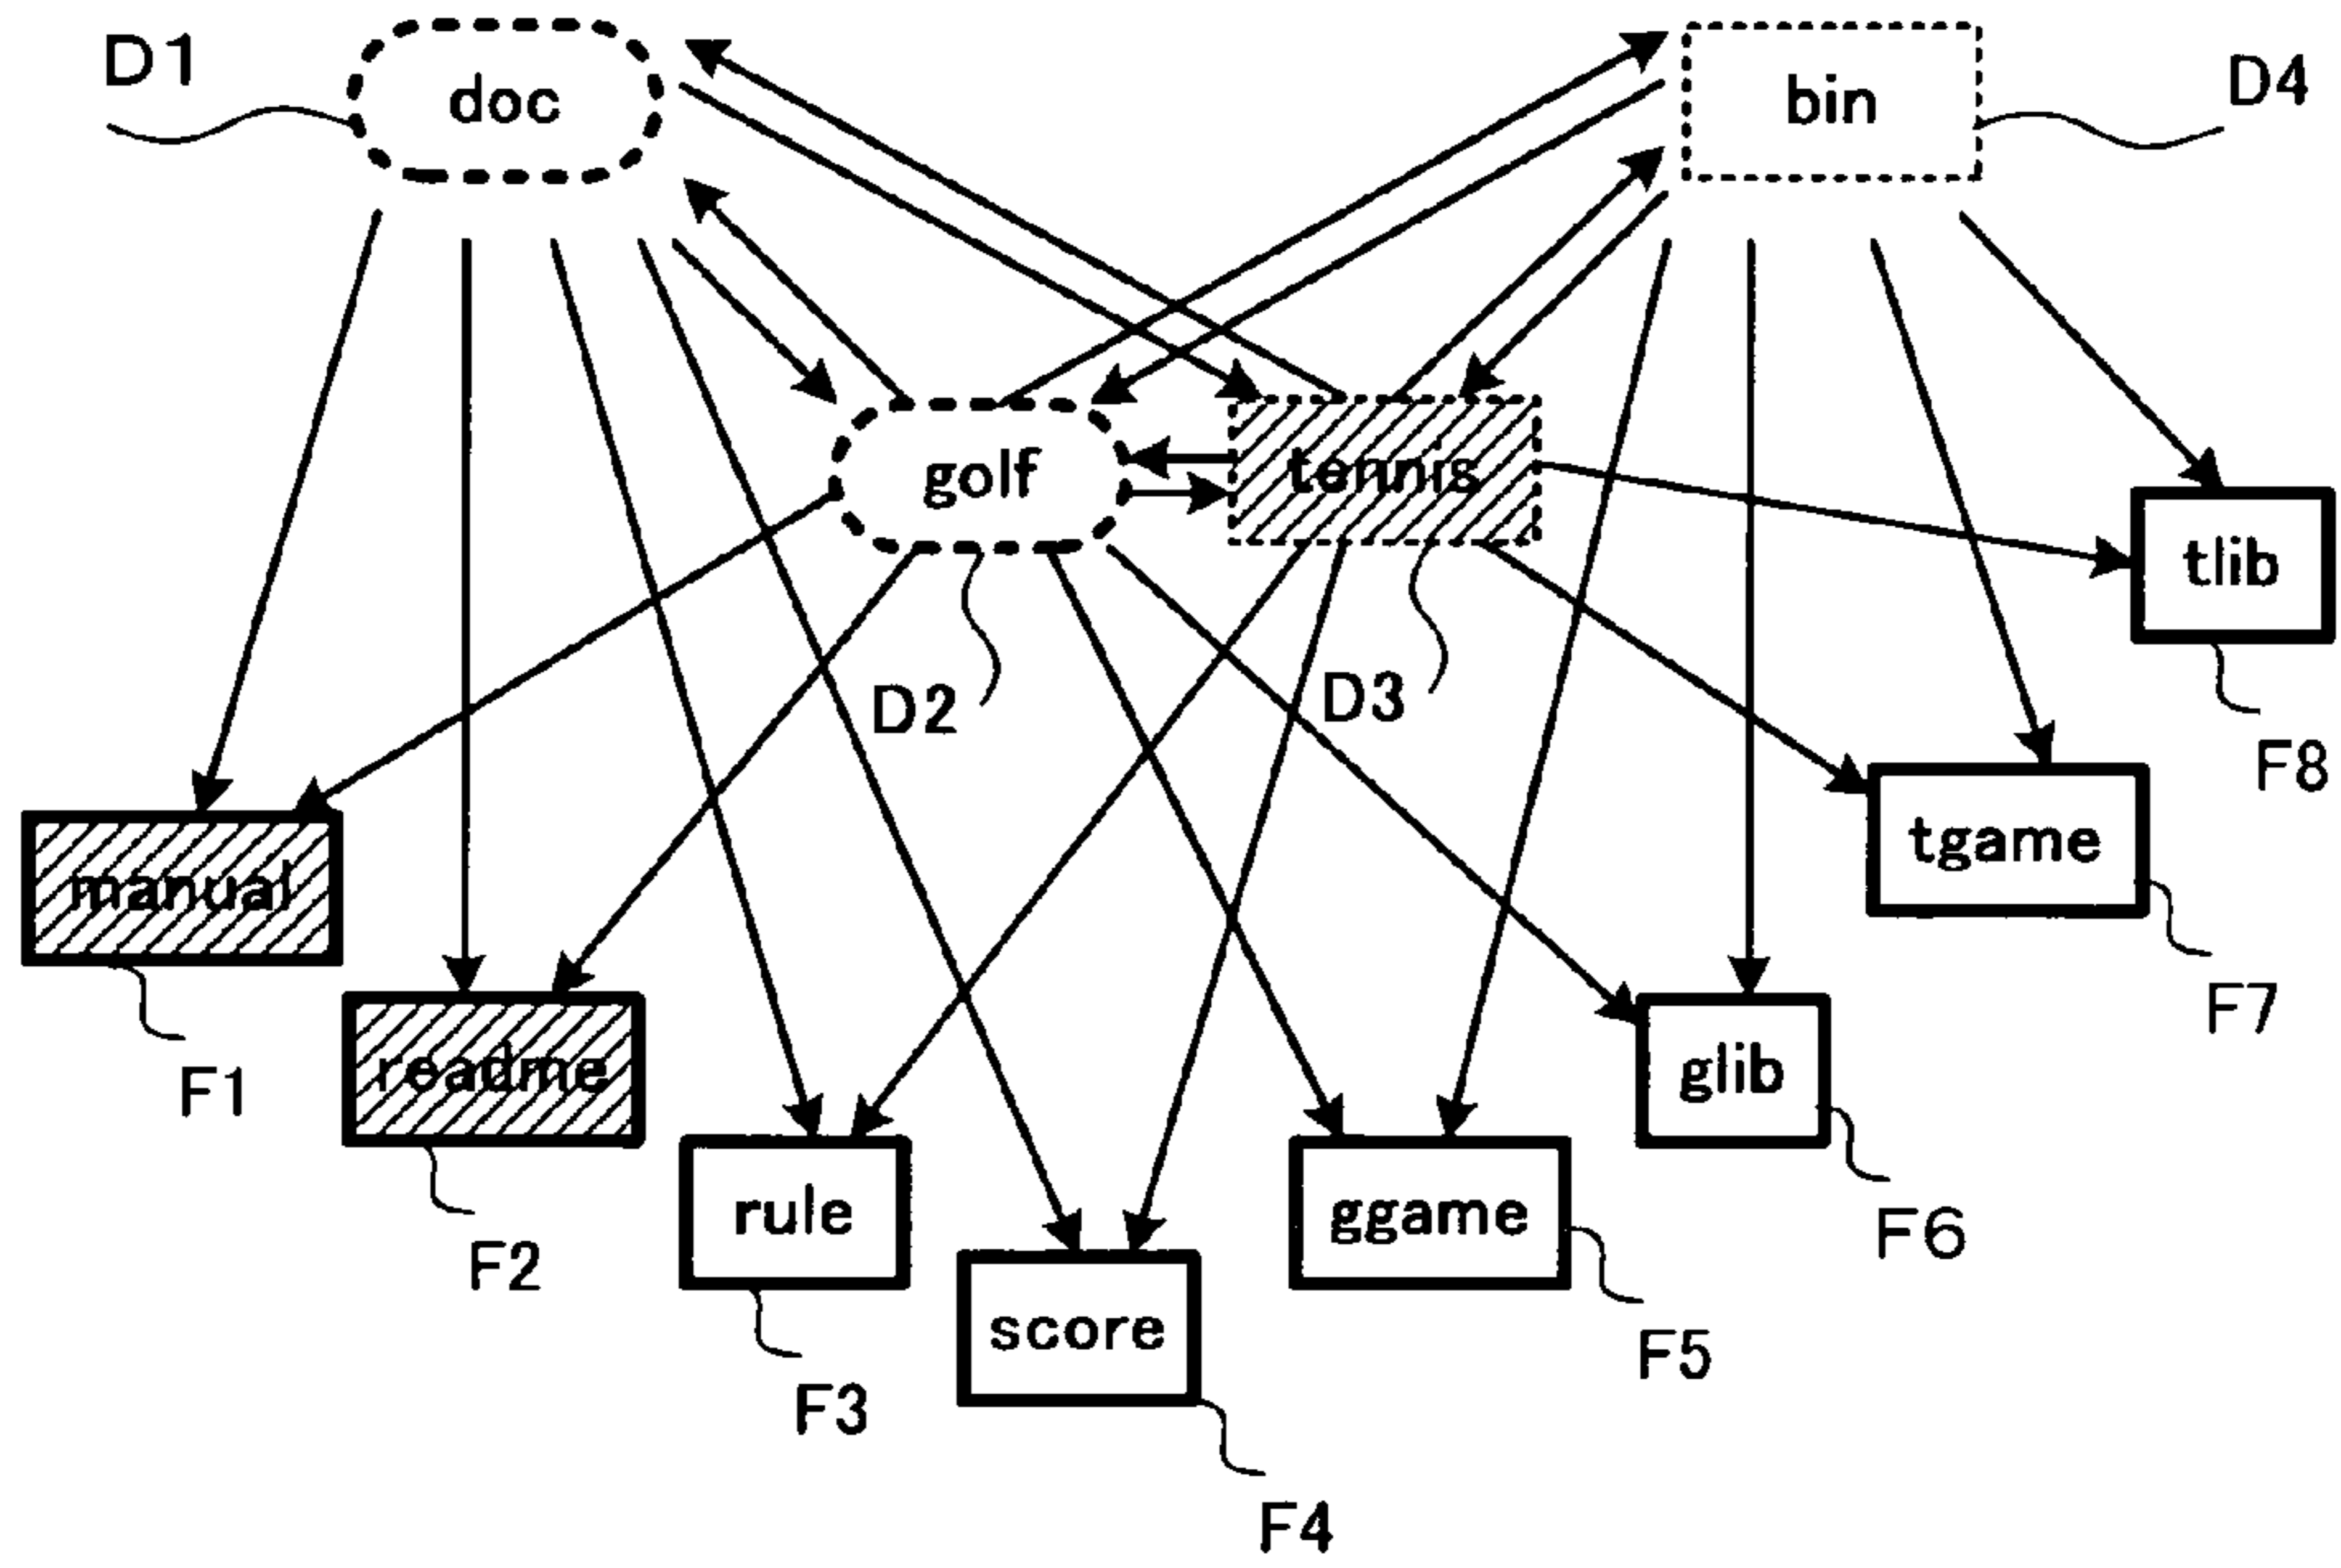 D1
doc
bin
D4
golf
tennis
tlib
D2
D3
F8
tgame
manual
F7
readme
glib
F1
rule
ggame
F6
F2
score
F5
F3
F4